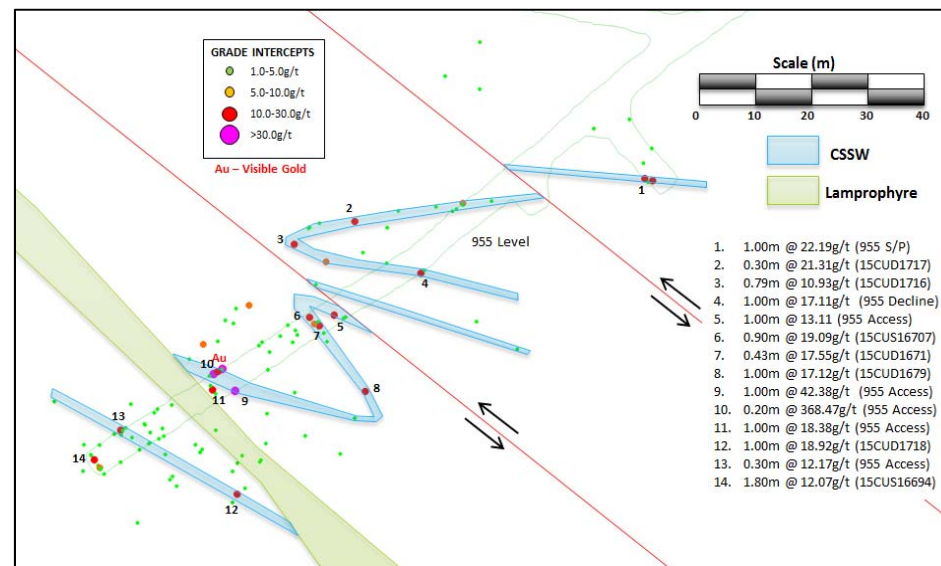 GRADE INTERCEPTS
1.0-5.0g/t
5.0-10.0g/t
10.0-30.0g/t
>30.0g/t
Au – Visible Gold
Scale (m)
0 10 20 30 40
CSSW
Lamprophyre
1
2
3
955 Level
4
6
5
7
Au
10
8
9
11
13
14
12
1. 1.00m @ 22.19g/t (955 S/P)
2. 0.30m @ 21.31g/t (15CUD1717)
3. 0.79m @ 10.93g/t (15CUD1716)
4. 1.00m @ 17.11g/t (955 Decline)
5. 1.00m @ 13.11 (955 Access)
6. 0.90m @ 19.09g/t (15CUS16707)
7. 0.43m @ 17.55g/t (15CUD1671)
8. 1.00m @ 17.12g/t (15CUD1679)
9. 1.00m @ 42.38g/t (955 Access)
10. 0.20m @ 368.47g/t (955 Access)
11. 1.00m @ 18.38g/t (955 Access)
12. 1.00m @ 18.92g/t (15CUD1718)
13. 0.30m @ 12.17g/t (955 Access)
14. 1.80m @ 12.07g/t (15CUS16694)